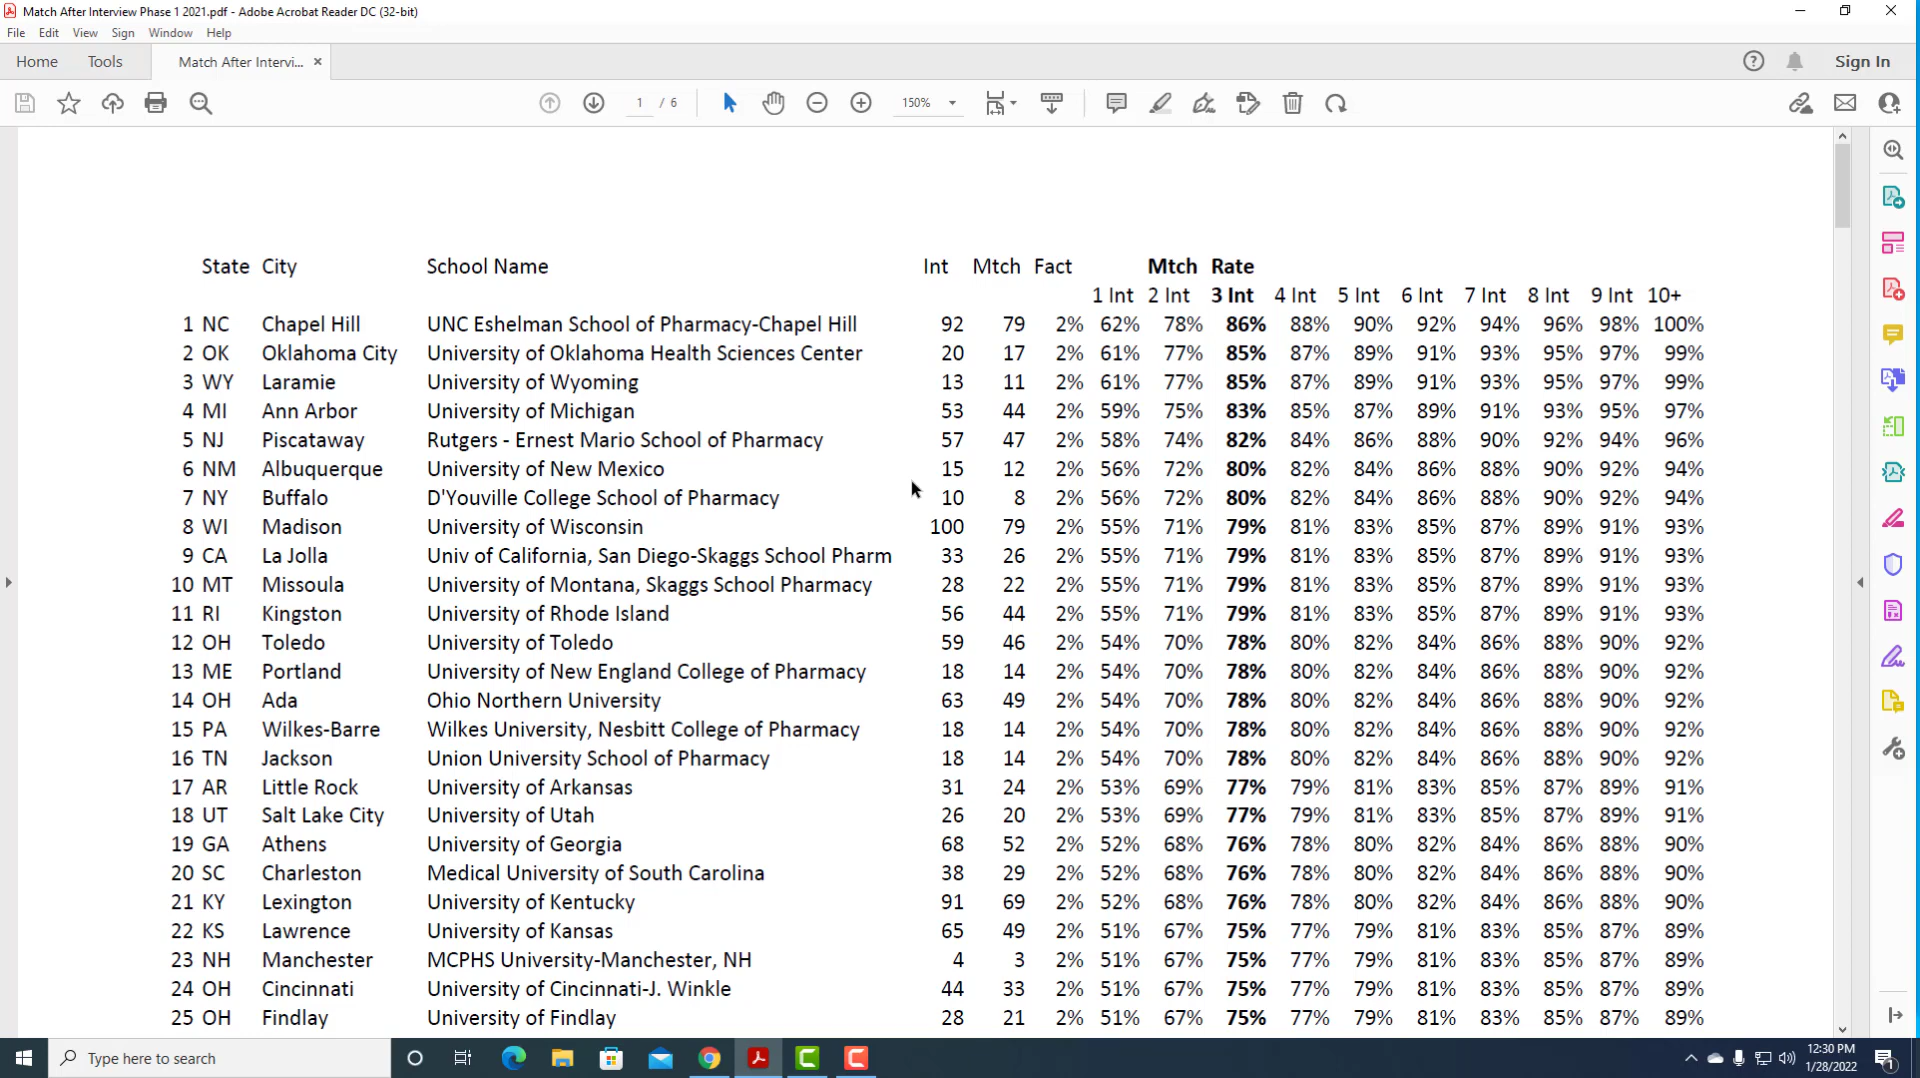 Match After Interview Phase 1 2021.pdf - Adobe Acrobat Reader DC (32-bit)
File Edit View Sign Window Help
Home Tools Match After Intervi... × Sign In
1 / 6 150%
State City School Name Int Mtch Fact Mtch Rate
1 Int 2 Int 3 Int 4 Int 5 Int 6 Int 7 Int 8 Int 9 Int 10+
1 NC Chapel Hill UNC Eshelman School of Pharmacy-Chapel Hill 92 79 2% 62% 78% 86% 88% 90% 92% 94% 96% 98% 100%
2 OK Oklahoma City University of Oklahoma Health Sciences Center 20 17 2% 61% 77% 85% 87% 89% 91% 93% 95% 97% 99%
3 WY Laramie University of Wyoming 13 11 2% 61% 77% 85% 87% 89% 91% 93% 95% 97% 99%
4 MI Ann Arbor University of Michigan 53 44 2% 59% 75% 83% 85% 87% 89% 91% 93% 95% 97%
5 NJ Piscataway Rutgers - Ernest Mario School of Pharmacy 57 47 2% 58% 74% 82% 84% 86% 88% 90% 92% 94% 96%
6 NM Albuquerque University of New Mexico 15 12 2% 56% 72% 80% 82% 84% 86% 88% 90% 92% 94%
7 NY Buffalo D'Youville College School of Pharmacy 10 8 2% 56% 72% 80% 82% 84% 86% 88% 90% 92% 94%
8 WI Madison University of Wisconsin 100 79 2% 55% 71% 79% 81% 83% 85% 87% 89% 91% 93%
9 CA La Jolla Univ of California, San Diego-Skaggs School Pharm 33 26 2% 55% 71% 79% 81% 83% 85% 87% 89% 91% 93%
10 MT Missoula University of Montana, Skaggs School Pharmacy 28 22 2% 55% 71% 79% 81% 83% 85% 87% 89% 91% 93%
11 RI Kingston University of Rhode Island 56 44 2% 55% 71% 79% 81% 83% 85% 87% 89% 91% 93%
12 OH Toledo University of Toledo 59 46 2% 54% 70% 78% 80% 82% 84% 86% 88% 90% 92%
13 ME Portland University of New England College of Pharmacy 18 14 2% 54% 70% 78% 80% 82% 84% 86% 88% 90% 92%
14 OH Ada Ohio Northern University 63 49 2% 54% 70% 78% 80% 82% 84% 86% 88% 90% 92%
15 PA Wilkes-Barre Wilkes University, Nesbitt College of Pharmacy 18 14 2% 54% 70% 78% 80% 82% 84% 86% 88% 90% 92%
16 TN Jackson Union University School of Pharmacy 18 14 2% 54% 70% 78% 80% 82% 84% 86% 88% 90% 92%
17 AR Little Rock University of Arkansas 31 24 2% 53% 69% 77% 79% 81% 83% 85% 87% 89% 91%
18 UT Salt Lake City University of Utah 26 20 2% 53% 69% 77% 79% 81% 83% 85% 87% 89% 91%
19 GA Athens University of Georgia 68 52 2% 52% 68% 76% 78% 80% 82% 84% 86% 88% 90%
20 SC Charleston Medical University of South Carolina 38 29 2% 52% 68% 76% 78% 80% 82% 84% 86% 88% 90%
21 KY Lexington University of Kentucky 91 69 2% 52% 68% 76% 78% 80% 82% 84% 86% 88% 90%
22 KS Lawrence University of Kansas 65 49 2% 51% 67% 75% 77% 79% 81% 83% 85% 87% 89%
23 NH Manchester MCPHS University-Manchester, NH 4 3 2% 51% 67% 75% 77% 79% 81% 83% 85% 87% 89%
24 OH Cincinnati University of Cincinnati-J. Winkle 44 33 2% 51% 67% 75% 77% 79% 81% 83% 85% 87% 89%
25 OH Findlay University of Findlay 28 21 2% 51% 67% 75% 77% 79% 81% 83% 85% 87% 89%
Type here to search 12:30 PM
1/28/2022 1